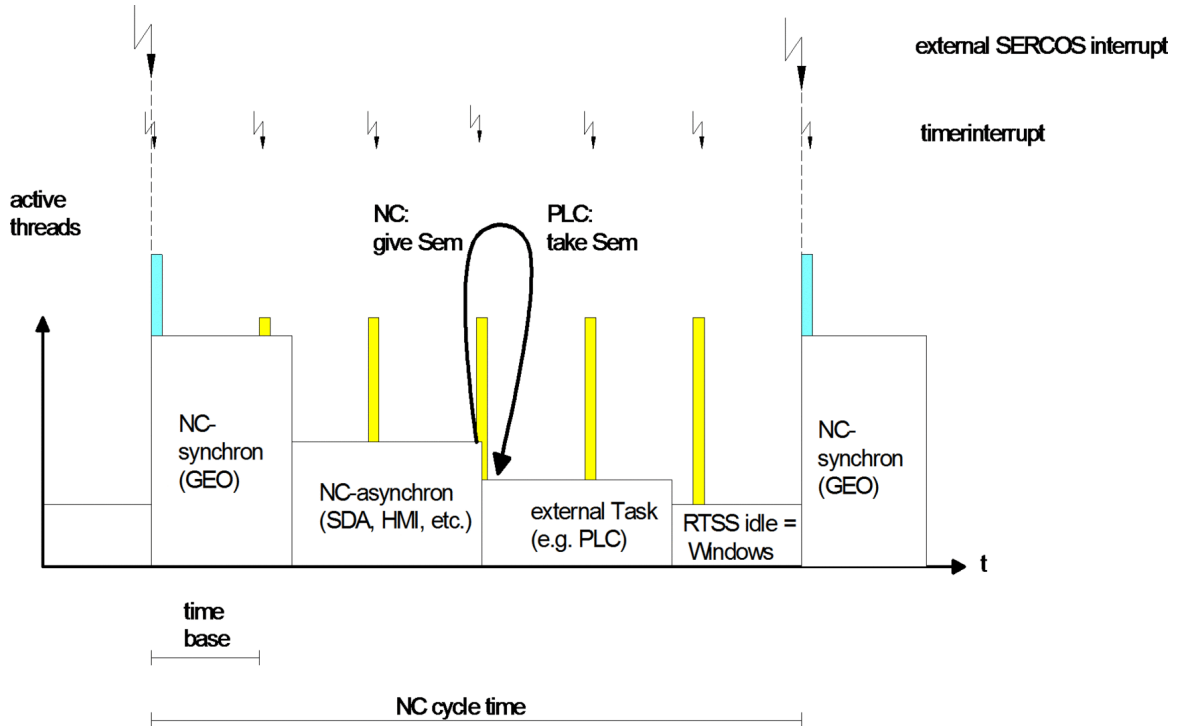 external SERCOS interrupt
timerinterrupt
active
threads
NC:
give Sem
PLC:
take Sem
NC-
synchron
(GEO)
NC-asynchron
(SDA, HMI, etc.)
external Task
(e.g. PLC)
RTSS idle =
Windows
NC-
synchron
(GEO)
t
time
base
NC cycle time